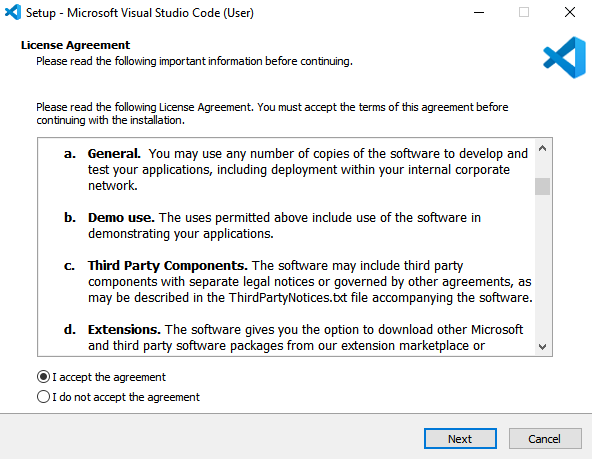 Setup - Microsoft Visual Studio Code (User)
License Agreement
Please read the following important information before continuing.
Please read the following License Agreement. You must accept the terms of this agreement before
continuing with the installation.
a. General. You may use any number of copies of the software to develop and
test your applications, including deployment within your internal corporate
network.
b. Demo use. The uses permitted above include use of the software in
demonstrating your applications.
c. Third Party Components. The software may include third party
components with separate legal notices or governed by other agreements, as
may be described in the ThirdPartyNotices.txt file accompanying the software.
d. Extensions. The software gives you the option to download other Microsoft
and third party software packages from our extension marketplace or
I accept the agreement
I do not accept the agreement
Next
Cancel